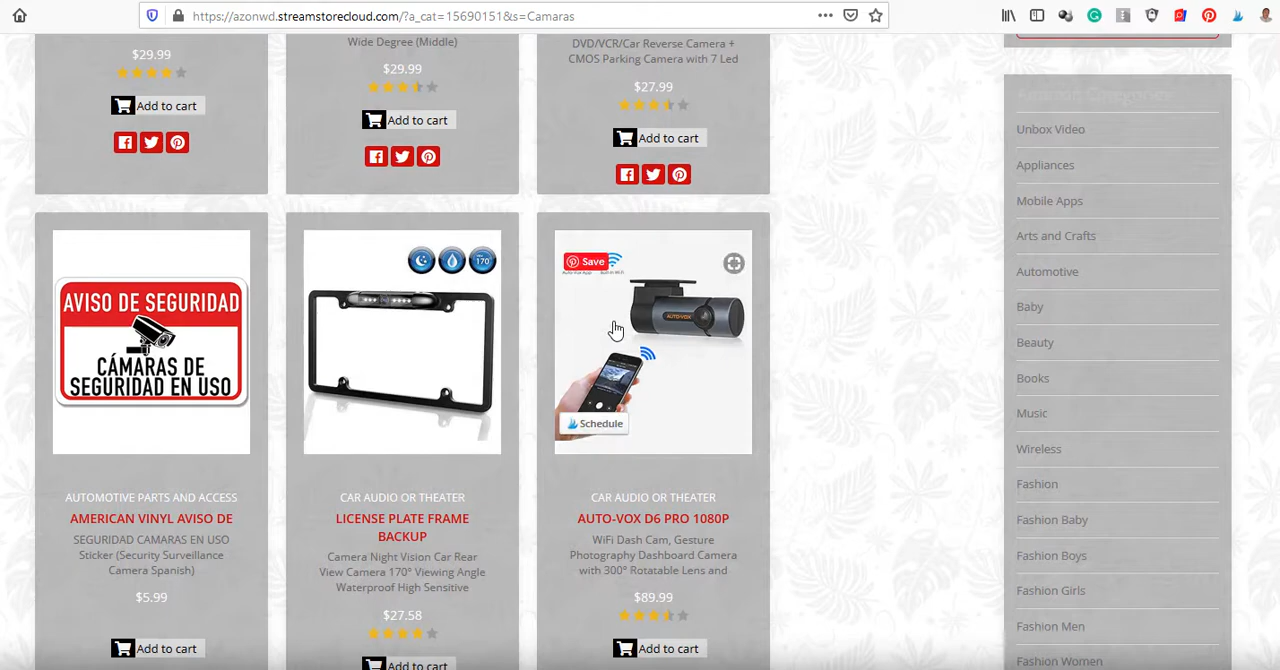 https://azonwd.streamstorecloud.com/?a_cat=15690151&s=Camaras
$29.99
Add to cart
Wide Degree (Middle)
$29.99
Add to cart
DVD/VCR/Car Reverse Camera +
CMOS Parking Camera with 7 Led
$27.99
Add to cart
AVISO DE SEGURIDAD
CÁMARAS DE
SEGURIDAD EN USO
AUTOMOTIVE PARTS AND ACCESS
AMERICAN VINYL AVISO DE
SEGURIDAD CAMARAS EN USO
Sticker (Security Surveillance
Camera Spanish)
$5.99
Add to cart
170
CAR AUDIO OR THEATER
LICENSE PLATE FRAME
BACKUP
Camera Night Vision Car Rear
View Camera 170° Viewing Angle
Waterproof High Sensitive
$27.58
Add to cart
Save
AUTO-VOX
Schedule
CAR AUDIO OR THEATER
AUTO-VOX D6 PRO 1080P
WiFi Dash Cam, Gesture
Photography Dashboard Camera
with 300° Rotatable Lens and
$89.99
Add to cart
Amazon Categories
Unbox Video
Appliances
Mobile Apps
Arts and Crafts
Automotive
Baby
Beauty
Books
Music
Wireless
Fashion
Fashion Baby
Fashion Boys
Fashion Girls
Fashion Men
Fashion Women